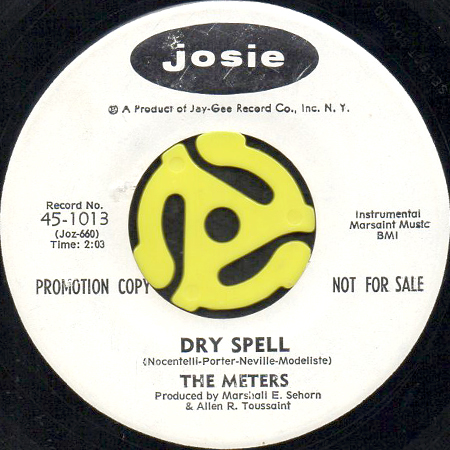 josie
® A Product of Jay-Gee Record Co., Inc. N. Y.
Record No.
45-1013
(Joz-660)
Time: 2:03
Instrumental
Marsaint Music
BMI
PROMOTION COPY
NOT FOR SALE
DRY SPELL
(Nocentelli-Porter-Neville-Modeliste)
THE METERS
Produced by Marshall E. Sehorn
& Allen R. Toussaint